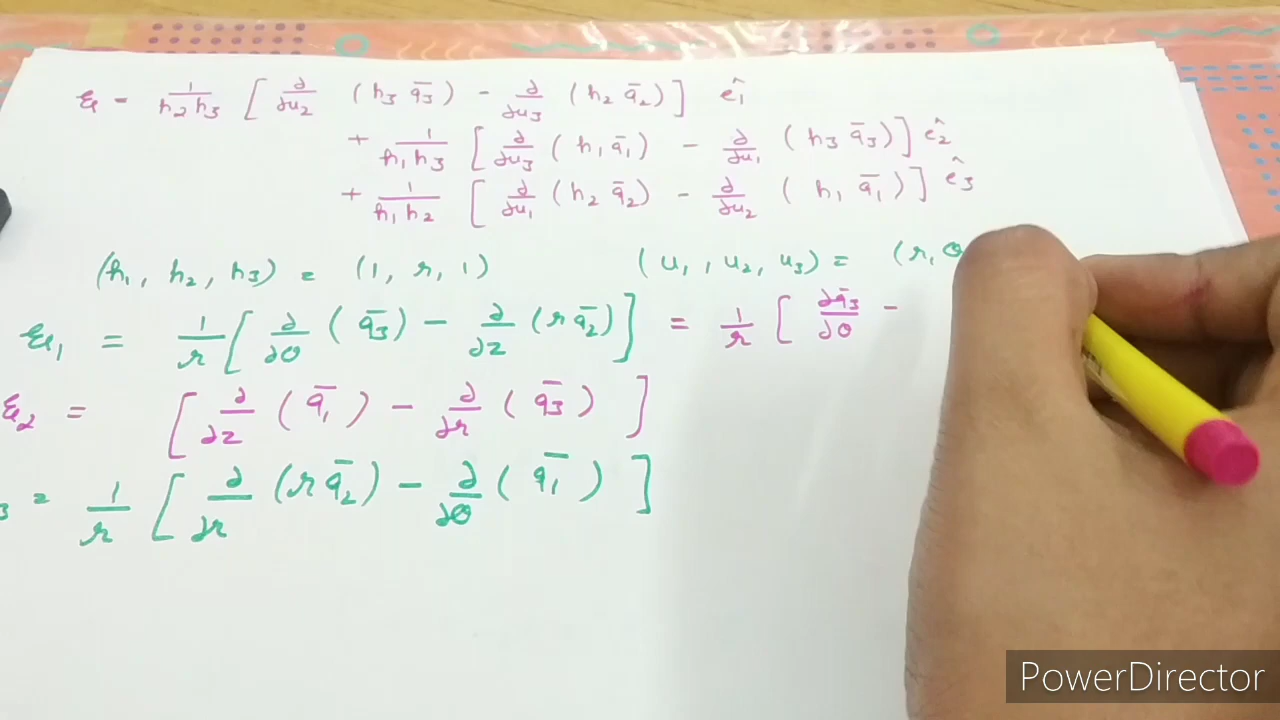 ξ = 1/h₂h₃ [ ∂/∂u₂ (h₃ q̄₃) - ∂/∂u₃ (h₂ q̄₂) ] ê₁
+ 1/h₁h₃ [ ∂/∂u₃ (h₁ q̄₁) - ∂/∂u₁ (h₃ q̄₃) ] ê₂
+ 1/h₁h₂ [ ∂/∂u₁ (h₂ q̄₂) - ∂/∂u₂ (h₁ q̄₁) ] ê₃
(h₁, h₂, h₃) = (1, r, 1) (u₁, u₂, u₃) = (r, θ
ξ₁ = 1/r [ ∂/∂θ (q̄₃) - ∂/∂z (r q̄₂) ] = 1/r [ ∂q̄₃/∂θ -
ξ₂ = [ ∂/∂z (q̄₁) - ∂/∂r (q̄₃) ]
₃ = 1/r [ ∂/∂r (r q̄₂) - ∂/∂θ (q̄₁) ]
PowerDirector